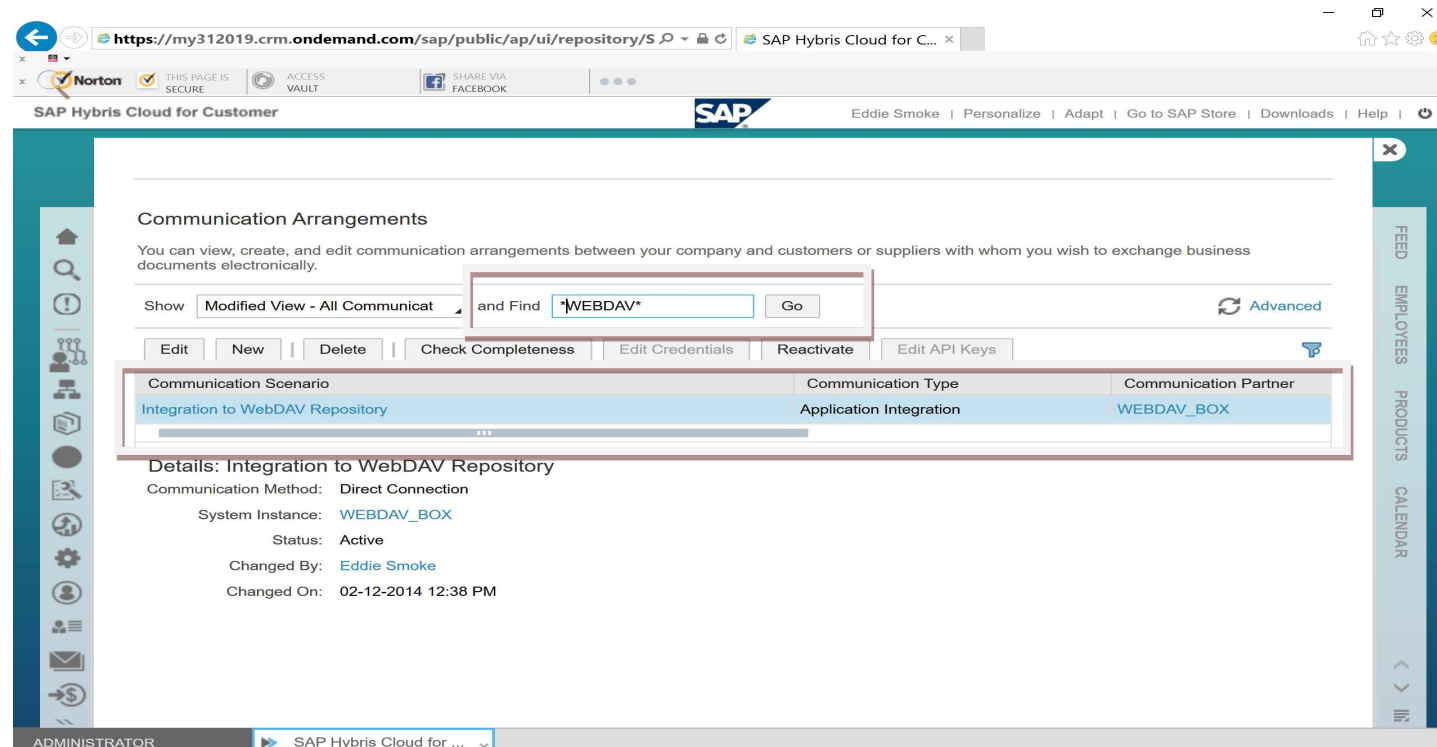 https://my312019.crm.ondemand.com/sap/public/ap/ui/repository/S
SAP Hybris Cloud for C...
Norton
THIS PAGE IS SECURE
ACCESS VAULT
SHARE VIA FACEBOOK
SAP Hybris Cloud for Customer
SAP
Eddie Smoke | Personalize | Adapt | Go to SAP Store | Downloads | Help |
Communication Arrangements
You can view, create, and edit communication arrangements between your company and customers or suppliers with whom you wish to exchange business
documents electronically.
Show Modified View - All Communicat and Find *WEBDAV* Go Advanced
Edit New | Delete | Check Completeness Edit Credentials Reactivate Edit API Keys
Communication Scenario Communication Type Communication Partner
Integration to WebDAV Repository Application Integration WEBDAV_BOX
Details: Integration to WebDAV Repository
Communication Method: Direct Connection
System Instance: WEBDAV_BOX
Status: Active
Changed By: Eddie Smoke
Changed On: 02-12-2014 12:38 PM
FEED
EMPLOYEES
PRODUCTS
CALENDAR
ADMINISTRATOR
SAP Hybris Cloud for ...